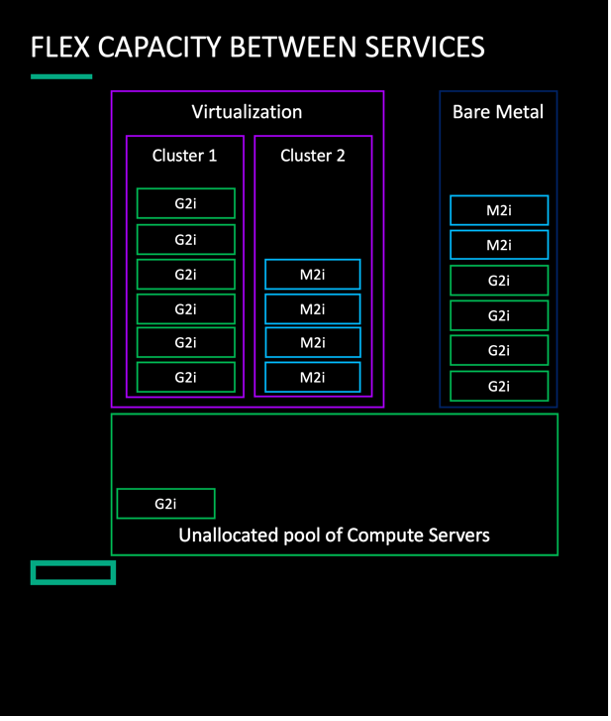 FLEX CAPACITY BETWEEN SERVICES
Virtualization
Cluster 1
G2i
G2i
G2i
G2i
G2i
G2i
Cluster 2
M2i
M2i
M2i
M2i
Bare Metal
M2i
M2i
G2i
G2i
G2i
G2i
G2i
Unallocated pool of Compute Servers